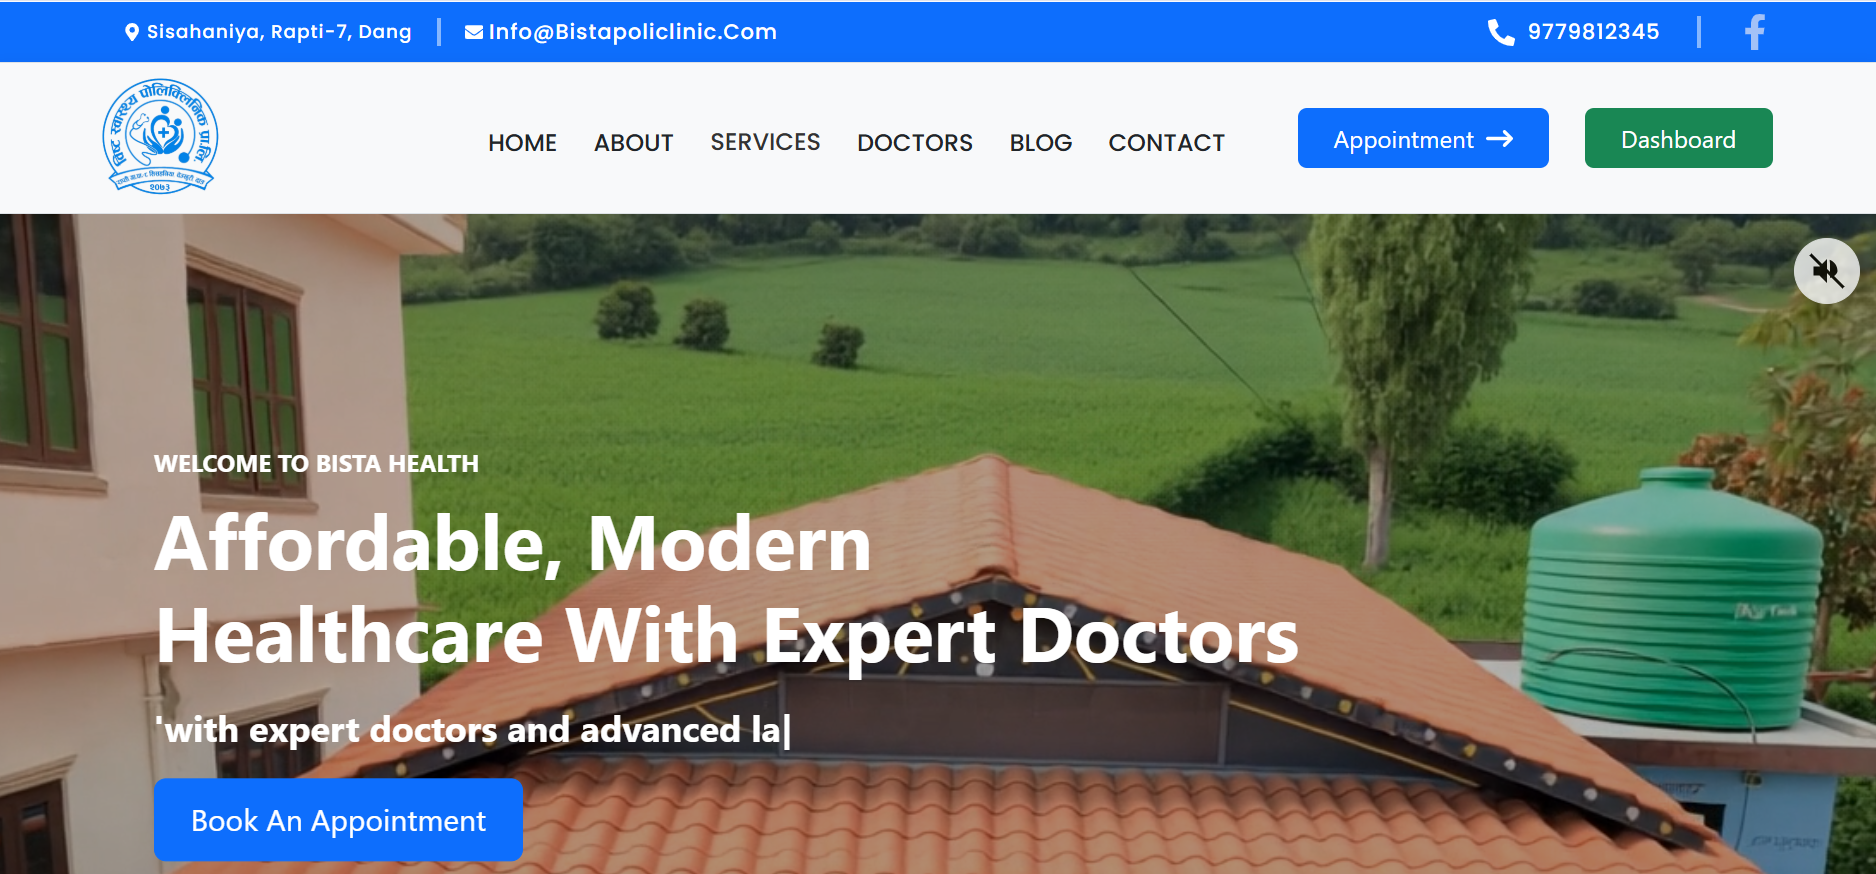 Sisahaniya, Rapti-7, Dang
Info@Bistapoliclinic.Com
9779812345
बिष्ट स्वास्थ्य पोलिक्लिनिक प्रा.लि.
२०७३
HOME
ABOUT
SERVICES
DOCTORS
BLOG
CONTACT
Appointment
Dashboard
WELCOME TO BISTA HEALTH
Affordable, Modern
Healthcare With Expert Doctors
'with expert doctors and advanced la|
Book An Appointment